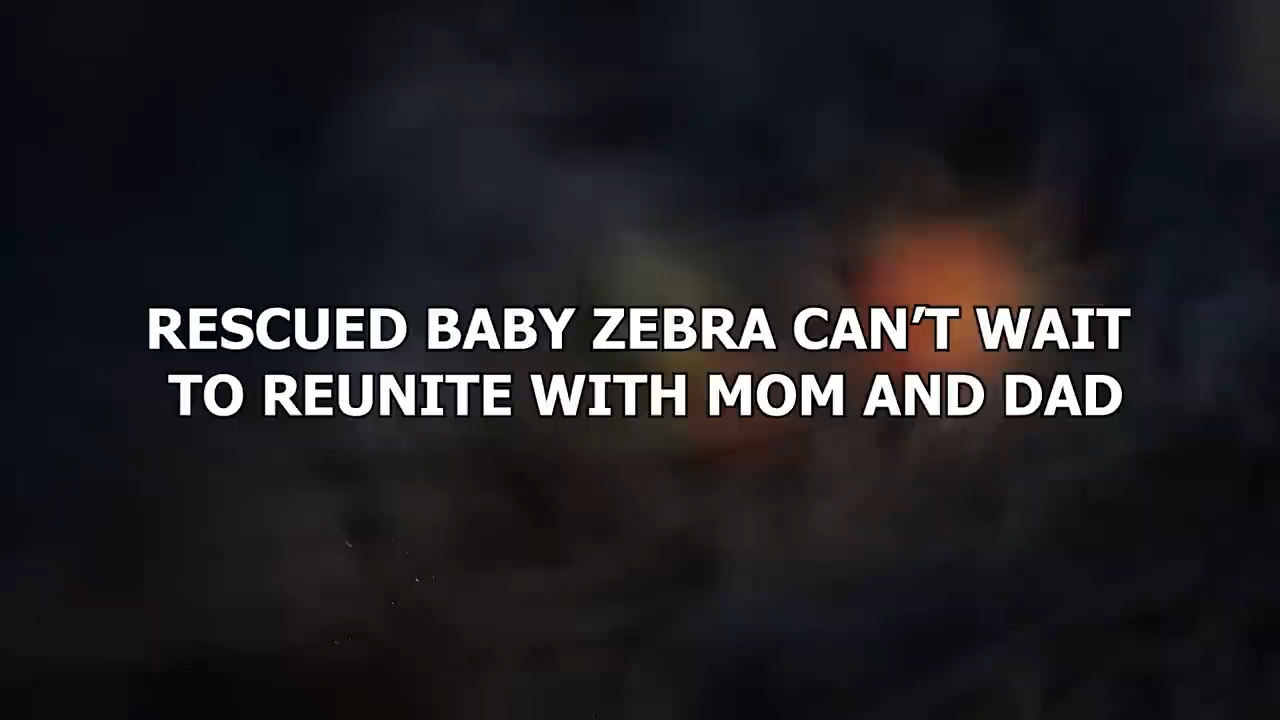 RESCUED BABY ZEBRA CAN’T WAIT
TO REUNITE WITH MOM AND DAD